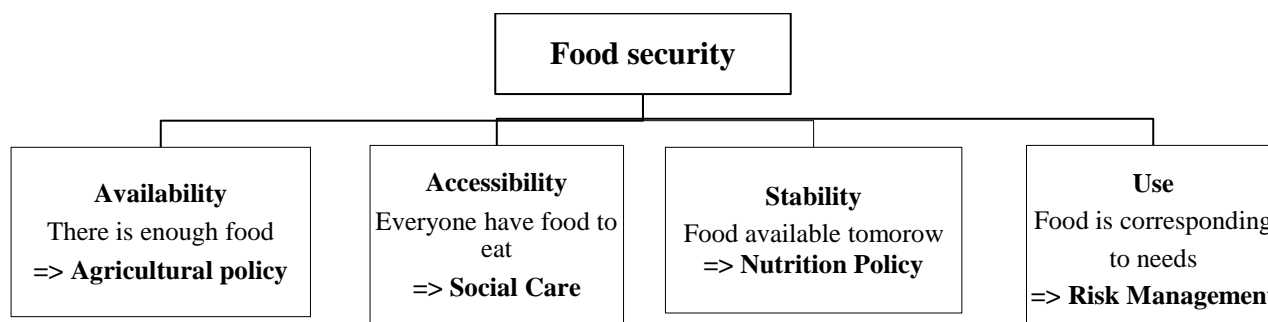 Food security
Availability
There is enough food
=> Agricultural policy
Accessibility
Everyone have food to
eat
=> Social Care
Stability
Food available tomorow
=> Nutrition Policy
Use
Food is corresponding
to needs
=> Risk Management